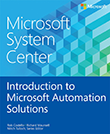 Microsoft
System
Center
Introduction to
Microsoft Automation
Solutions